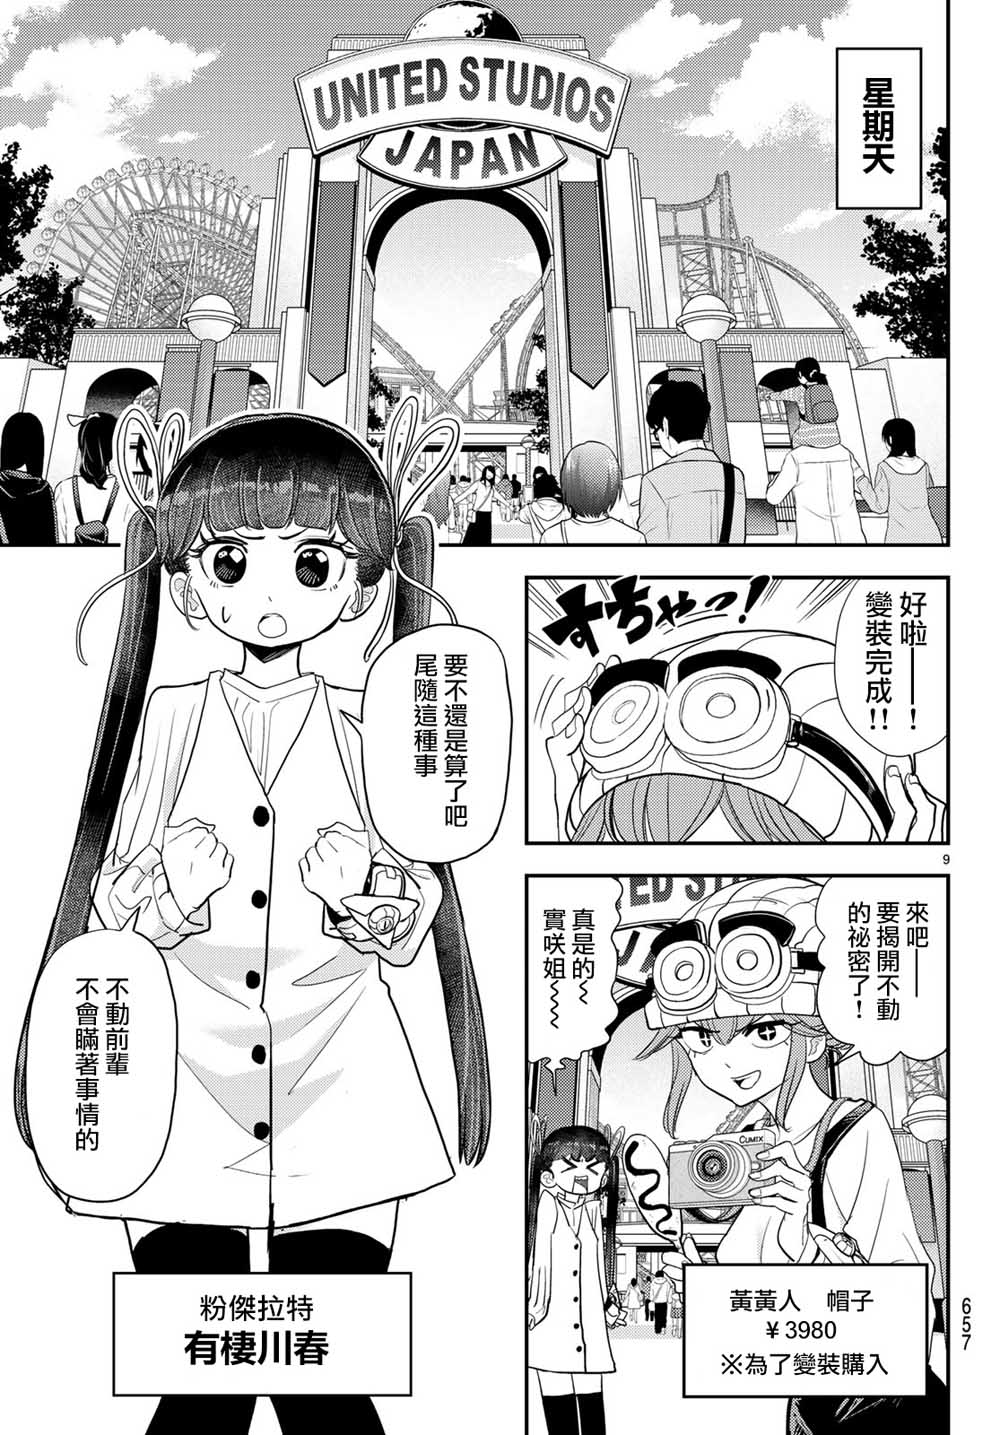 星期天
UNITED STUDIOS
JAPAN
要不還是算了吧
尾隨這種事
不動前輩
不會瞞著事情的
粉傑拉特
有棲川春
好啦——！
變裝完成!!
すちゃっ！
9
來吧——
要揭開不動
的祕密了！
ED STU
真是的～
實咲姐～～
CUMIX
黃黃人　帽子
￥3980
※為了變裝購入
657